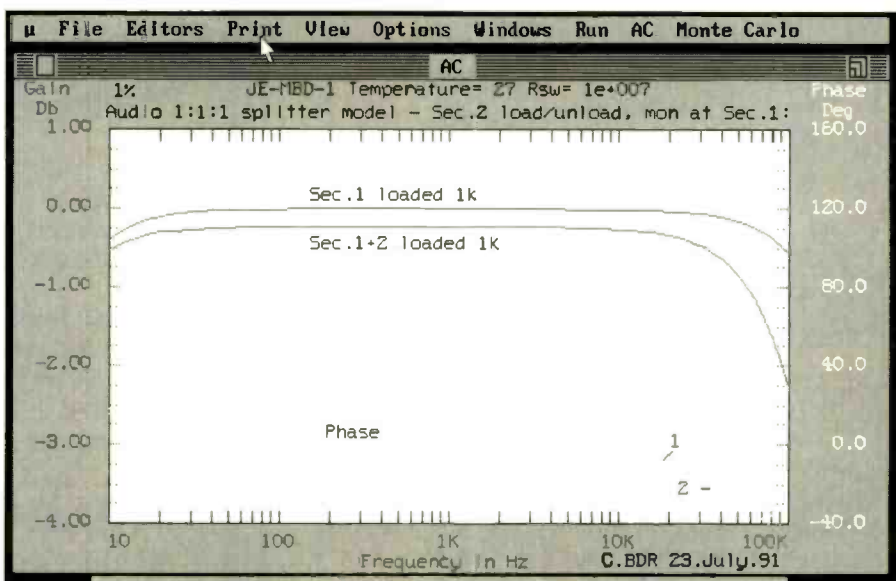 µ File Editors Print View Options Windows Run AC Monte Carlo
AC
Gain 1% JE-MBD-1 Temperature= 27 Rsw= 1e+007 Phase
Db Audio 1:1:1 splitter model - Sec.2 load/unload, mon at Sec.1: Deg
1.00 160.0
Sec.1 loaded 1k
0.00 120.0
Sec.1+2 loaded 1K
-1.00 80.0
-2.00 40.0
Phase
1
-3.00 0.0
2
-4.00 -40.0
10 100 1K 10K 100K
Frequency in Hz C.BDR 23.July.91